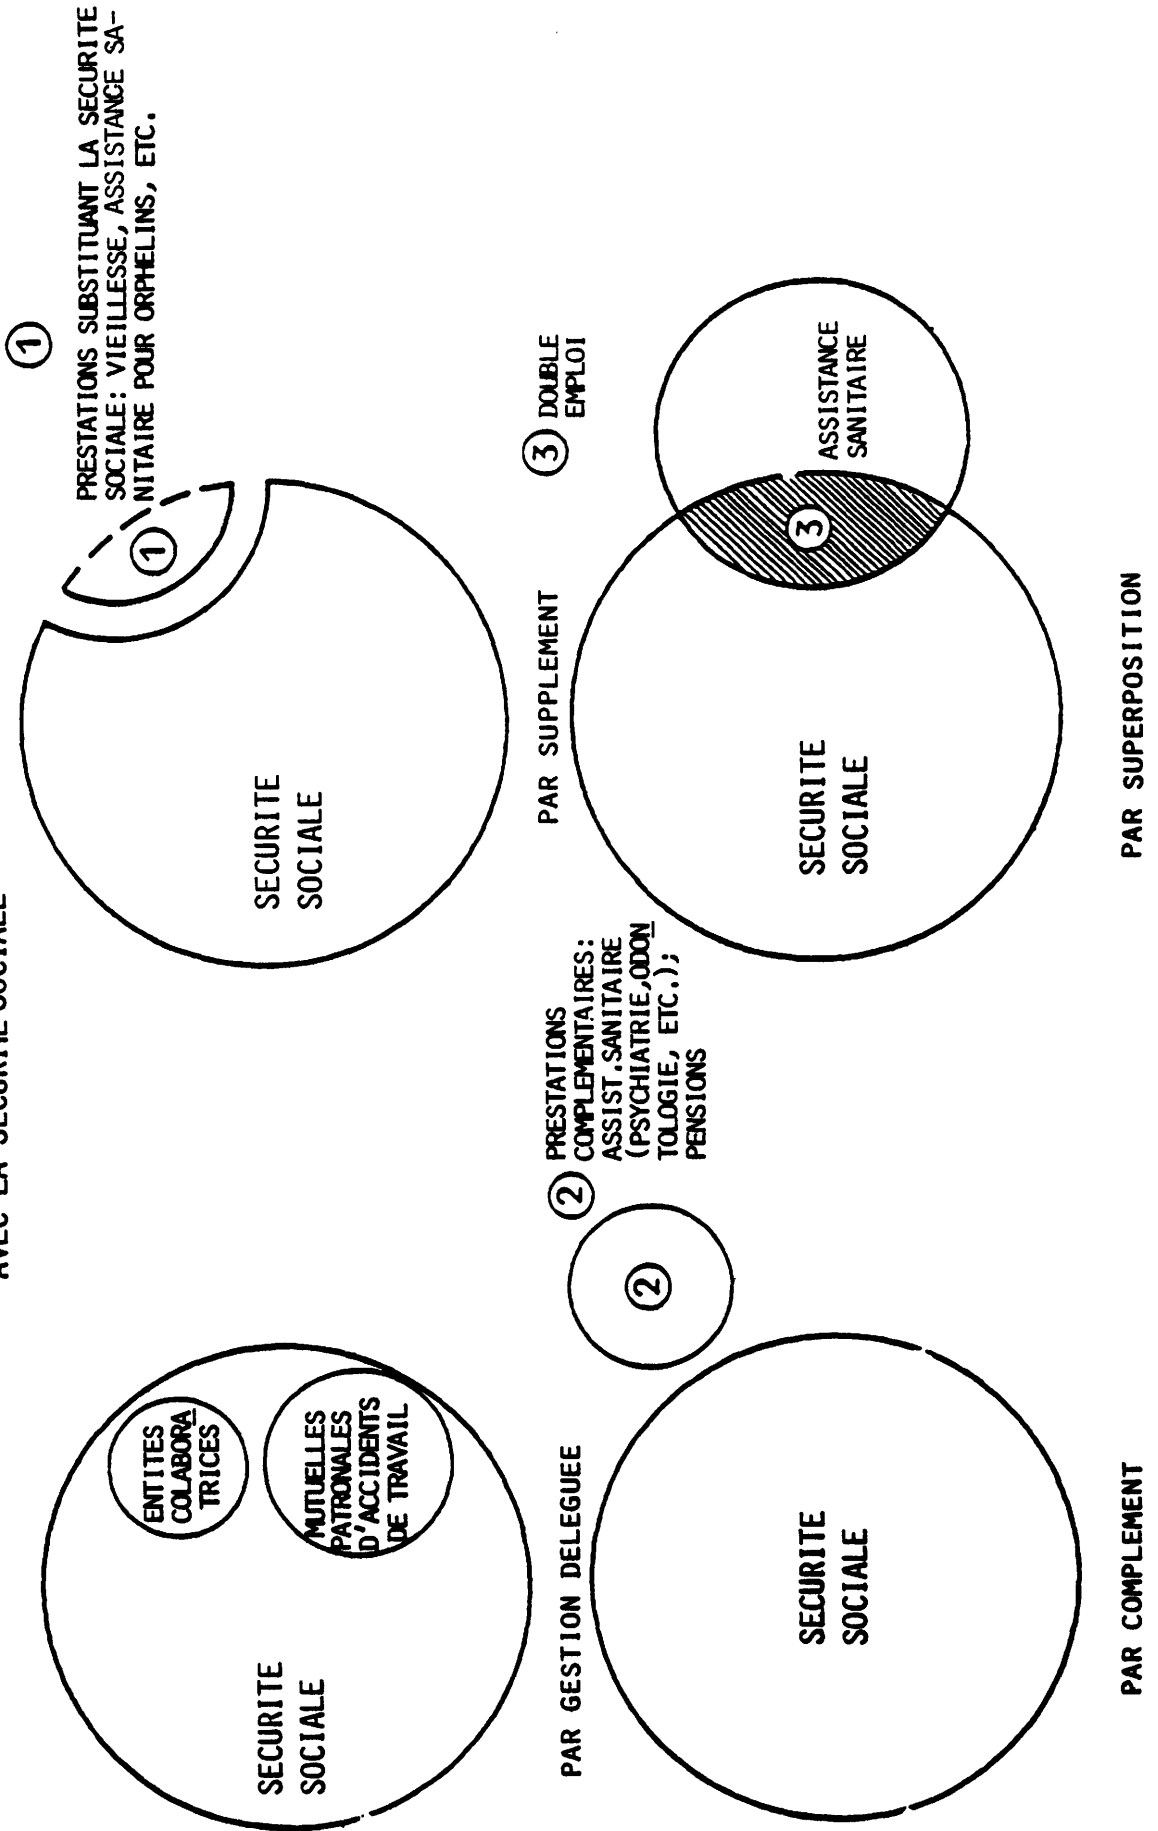 AVEC LA SECURITE SOCIALE
SECURITE
SOCIALE
ENTITES
COLABORA
TRICES
MUTUELLES
PATRONALES
D'ACCIDENTS
DE TRAVAIL
PAR GESTION DELEGUEE
SECURITE
SOCIALE
1
1
PRESTATIONS SUBSTITUANT LA SECURITE
SOCIALE: VIEILLESSE, ASSISTANCE SA-
NITAIRE POUR ORPHELINS, ETC.
PAR SUPPLEMENT
SECURITE
SOCIALE
2
2 PRESTATIONS
COMPLEMENTAIRES:
ASSIST.SANITAIRE
(PSYCHIATRIE,ODON
TOLOGIE, ETC.);
PENSIONS
PAR COMPLEMENT
SECURITE
SOCIALE
3
3 DOUBLE
EMPLOI
ASSISTANCE
SANITAIRE
PAR SUPERPOSITION